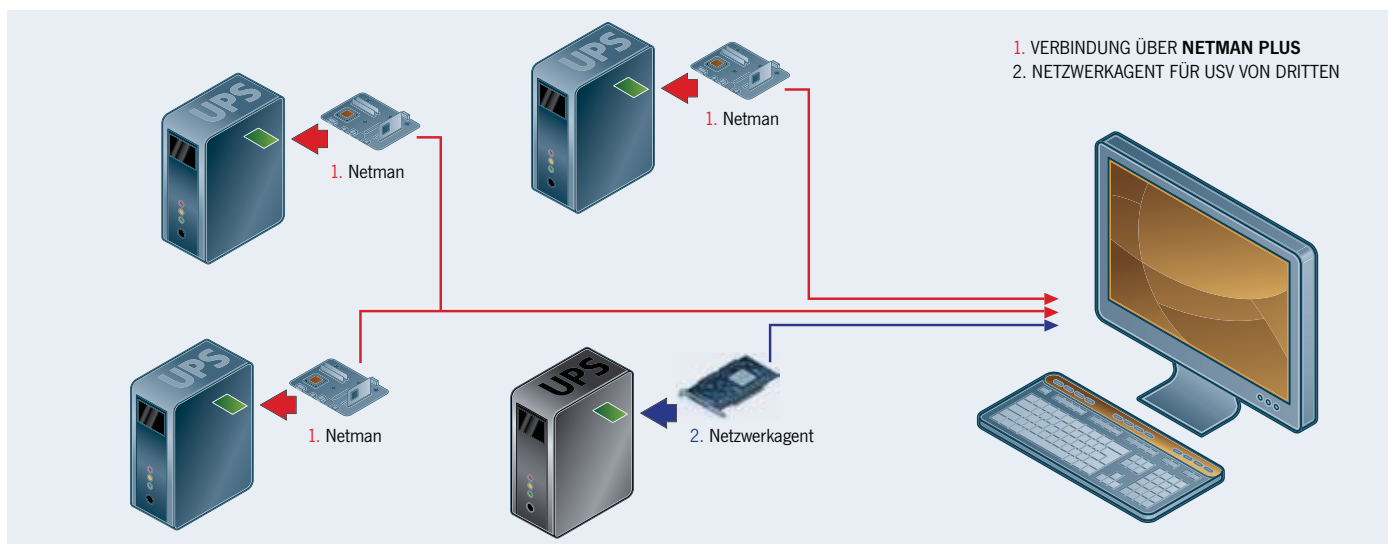 1. VERBINDUNG ÜBER NETMAN PLUS
2. NETZWERKAGENT FÜR USV VON DRITTEN
UPS
1. Netman
UPS
1. Netman
UPS
1. Netman
UPS
2. Netzwerkagent